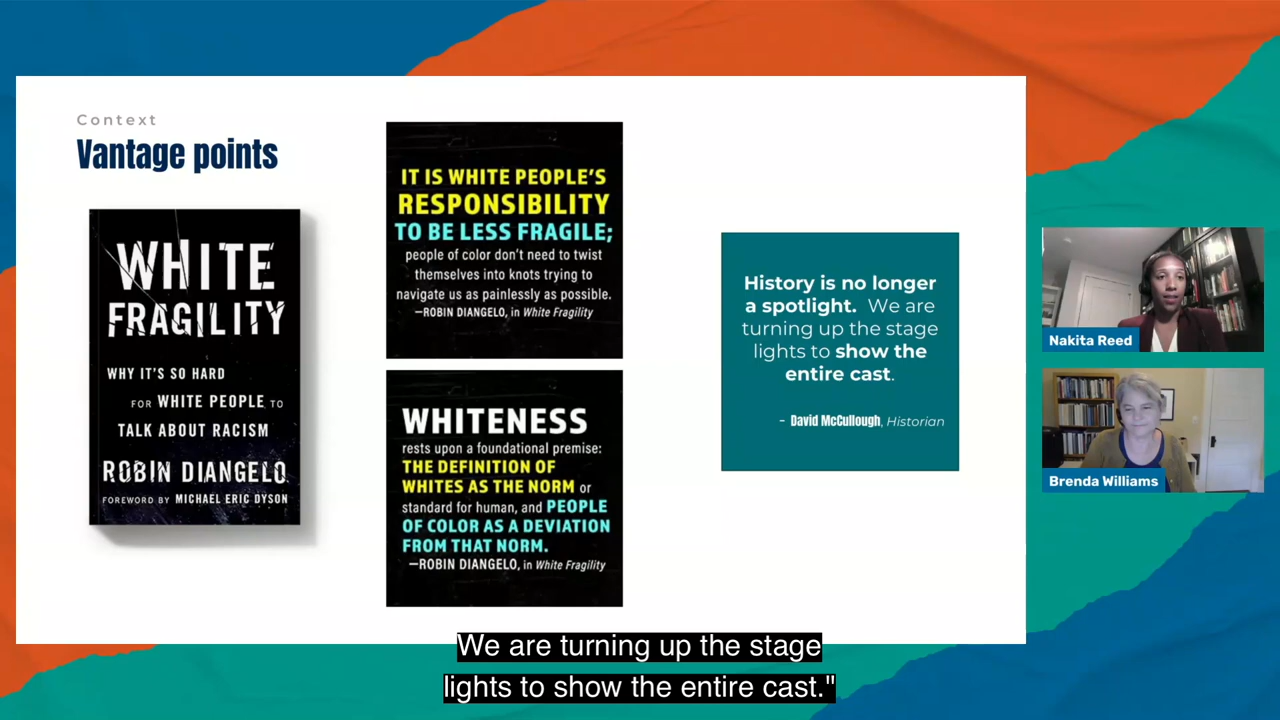 Context
Vantage points
WHITE
FRAGILITY
WHY IT'S SO HARD
FOR WHITE PEOPLE TO
TALK ABOUT RACISM
ROBIN DIANGELO
FOREWORD BY MICHAEL ERIC DYSON
IT IS WHITE PEOPLE'S
RESPONSIBILITY
TO BE LESS FRAGILE;
people of color don't need to twist
themselves into knots trying to
navigate us as painlessly as possible.
—ROBIN DIANGELO, in White Fragility
WHITENESS
rests upon a foundational premise:
THE DEFINITION OF
WHITES AS THE NORM or
standard for human, and PEOPLE
OF COLOR AS A DEVIATION
FROM THAT NORM.
—ROBIN DIANGELO, in White Fragility
History is no longer
a spotlight. We are
turning up the stage
lights to show the
entire cast.
– David McCullough, Historian
Nakita Reed
Brenda Williams
We are turning up the stage
lights to show the entire cast."